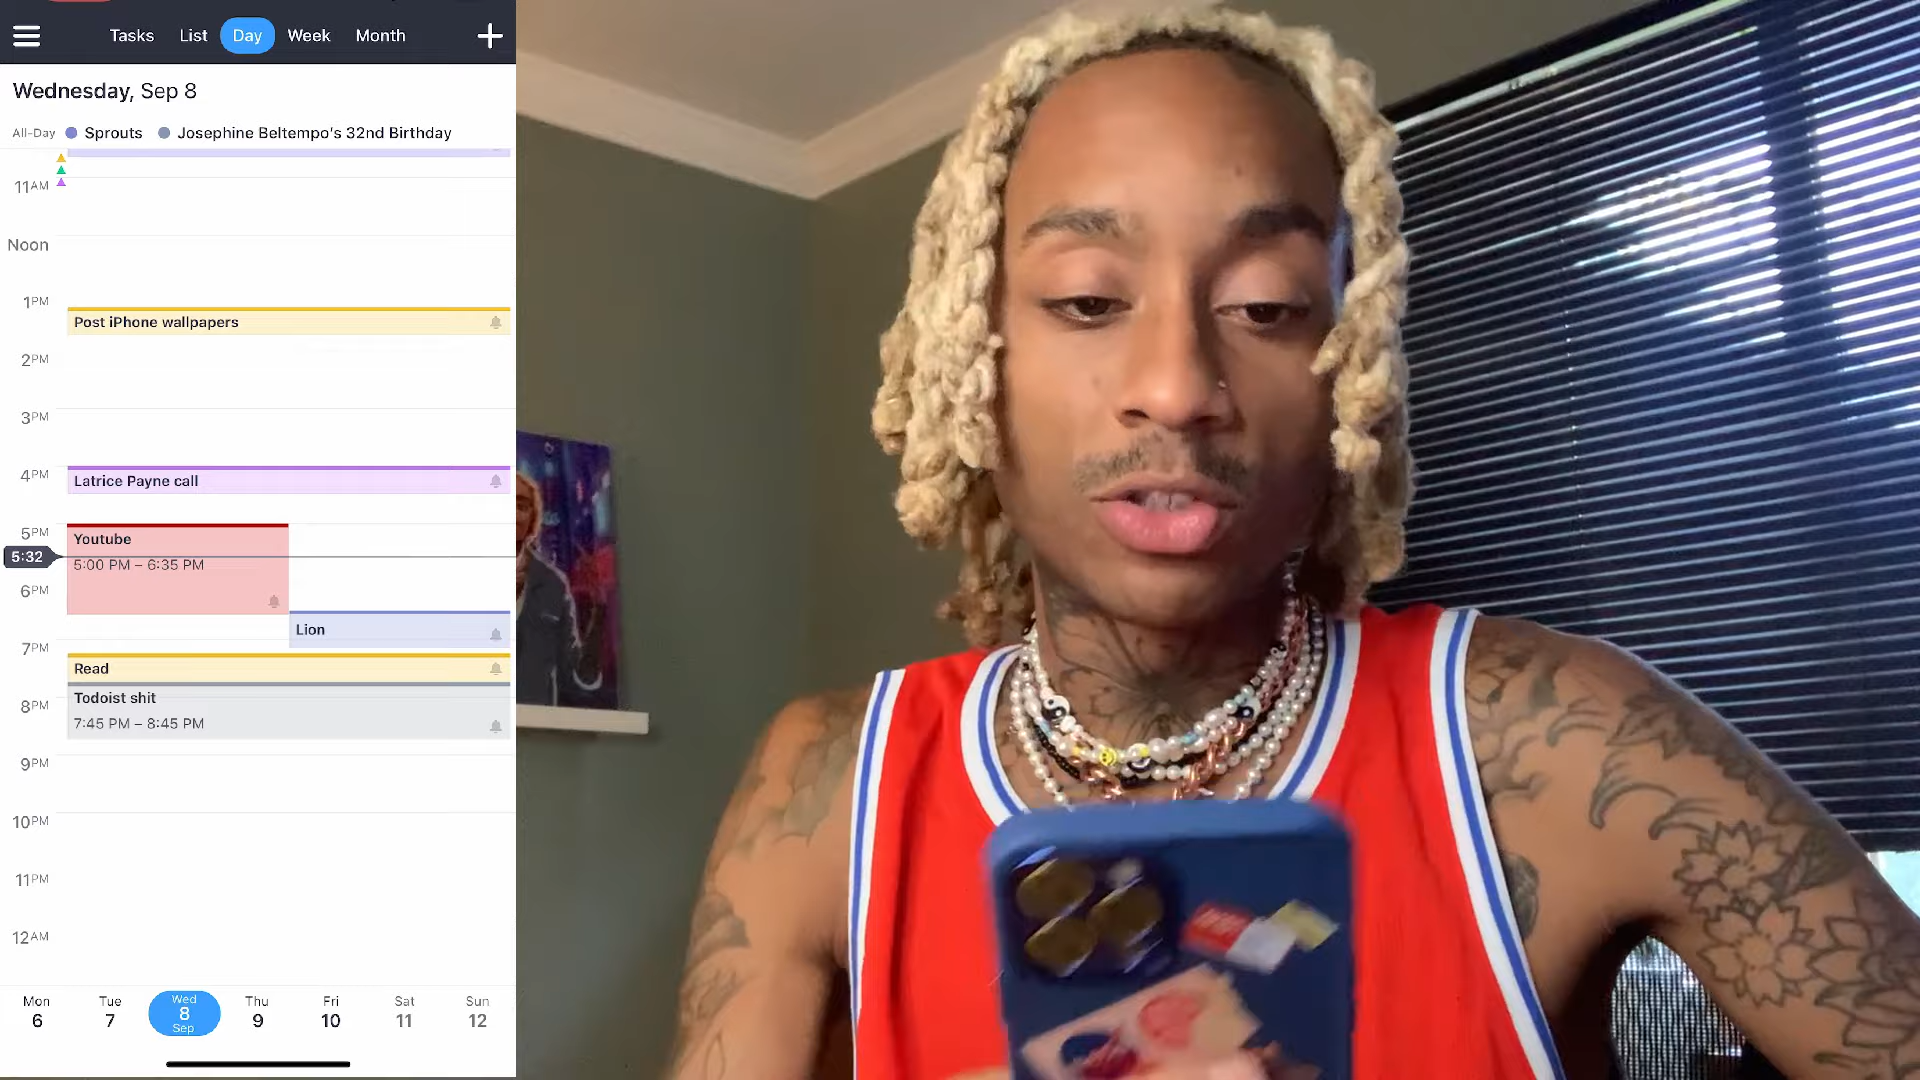 Tasks List Day Week Month
Wednesday, Sep 8
All-Day Sprouts Josephine Beltempo's 32nd Birthday
11AM
Noon
1PM
Post iPhone wallpapers
2PM
3PM
4PM
Latrice Payne call
5PM
Youtube
5:32
5:00 PM – 6:35 PM
6PM
Lion
7PM
Read
Todoist shit
8PM
7:45 PM – 8:45 PM
9PM
10PM
11PM
12AM
Mon Tue Wed Thu Fri Sat Sun
6 7 8 9 10 11 12
Sep